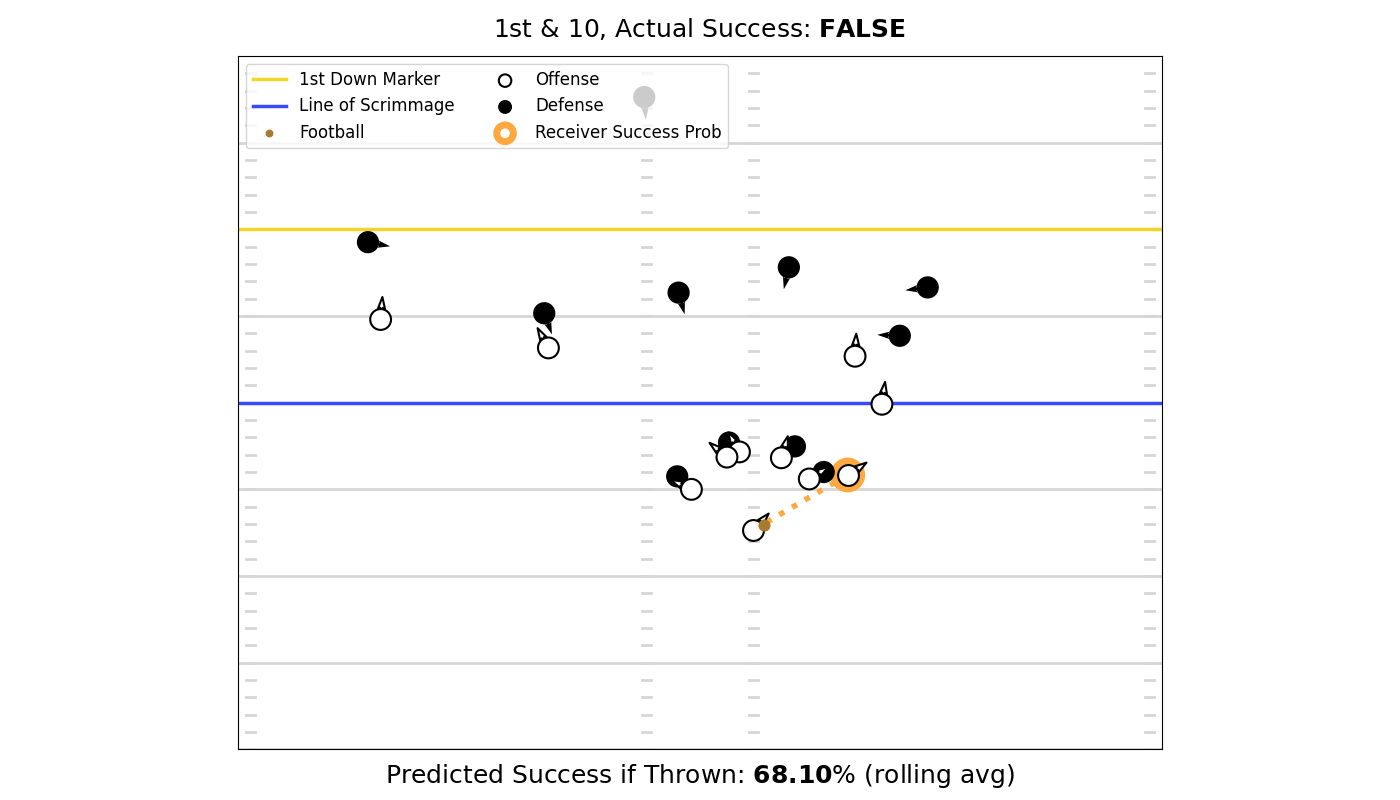 1st & 10, Actual Success: FALSE
1st Down Marker
Line of Scrimmage
Football
Offense
Defense
Receiver Success Prob
Predicted Success if Thrown: 68.10% (rolling avg)